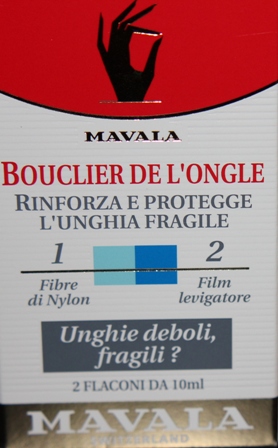 MAVALA
BOUCLIER DE L'ONGLE
RINFORZA E PROTEGGE
L'UNGHIA FRAGILE
1 2
Fibre Film
di Nylon levigatore
Unghie deboli,
fragili ?
2 FLACONI DA 10ml
MAVALA
SWITZERLAND